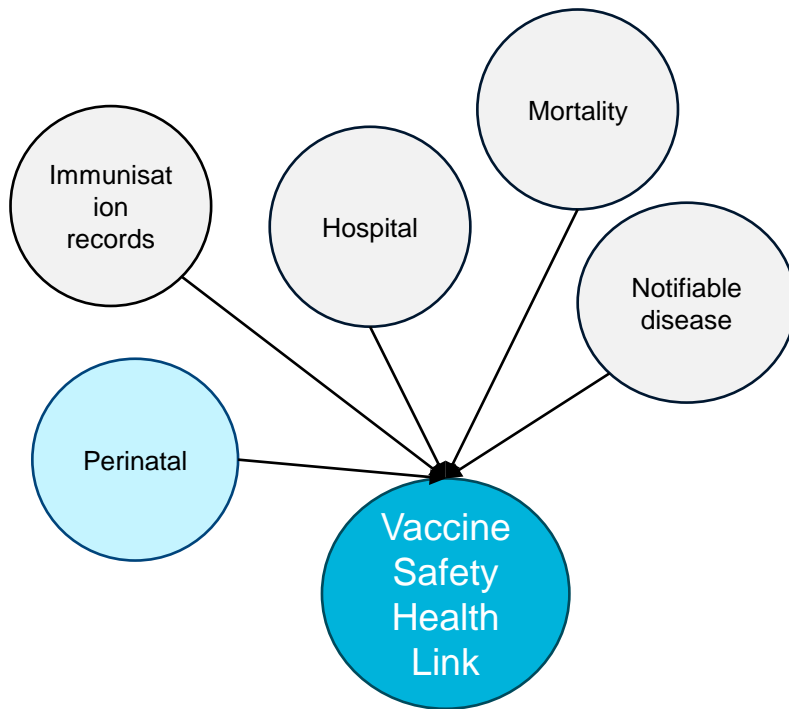 Mortality
Immunisat
ion
records
Hospital
Notifiable
disease
Perinatal
Vaccine
Safety
Health
Link